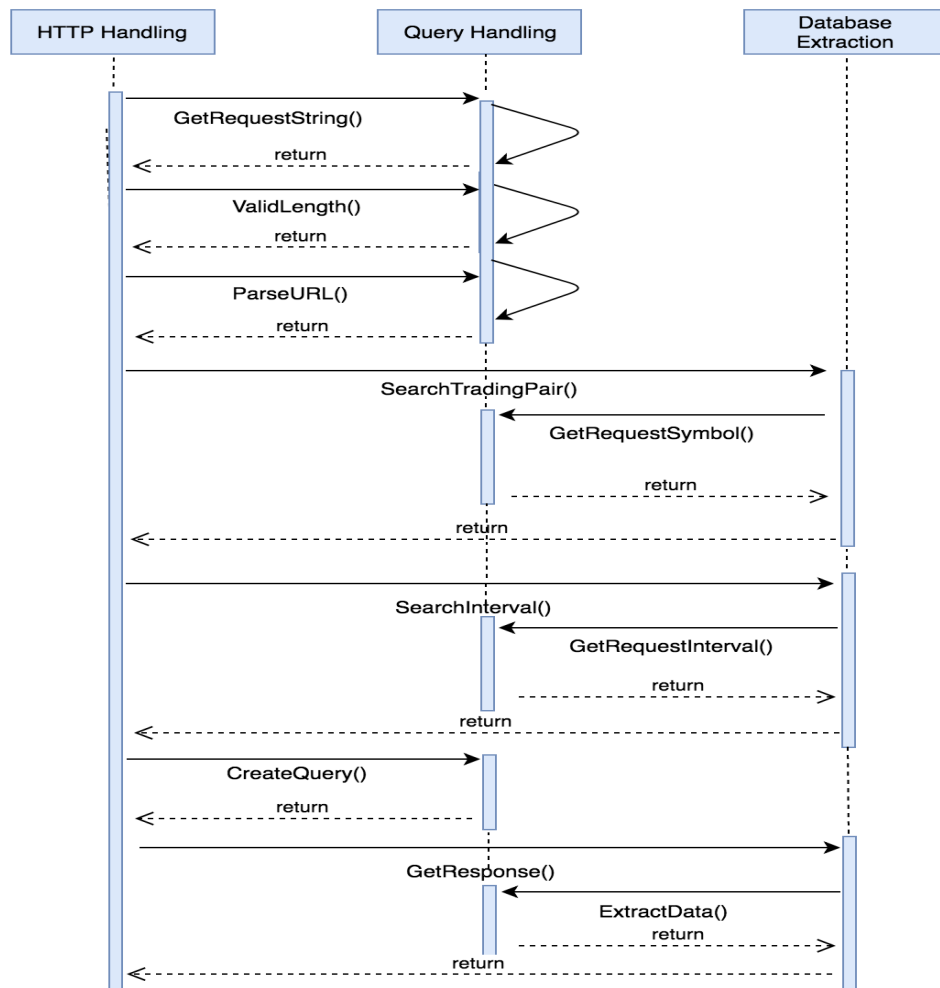 HTTP Handling
Query Handling
Database
Extraction
GetRequestString()
return
ValidLength()
return
ParseURL()
return
SearchTradingPair()
GetRequestSymbol()
return
return
SearchInterval()
GetRequestInterval()
return
return
CreateQuery()
return
GetResponse()
ExtractData()
return
return